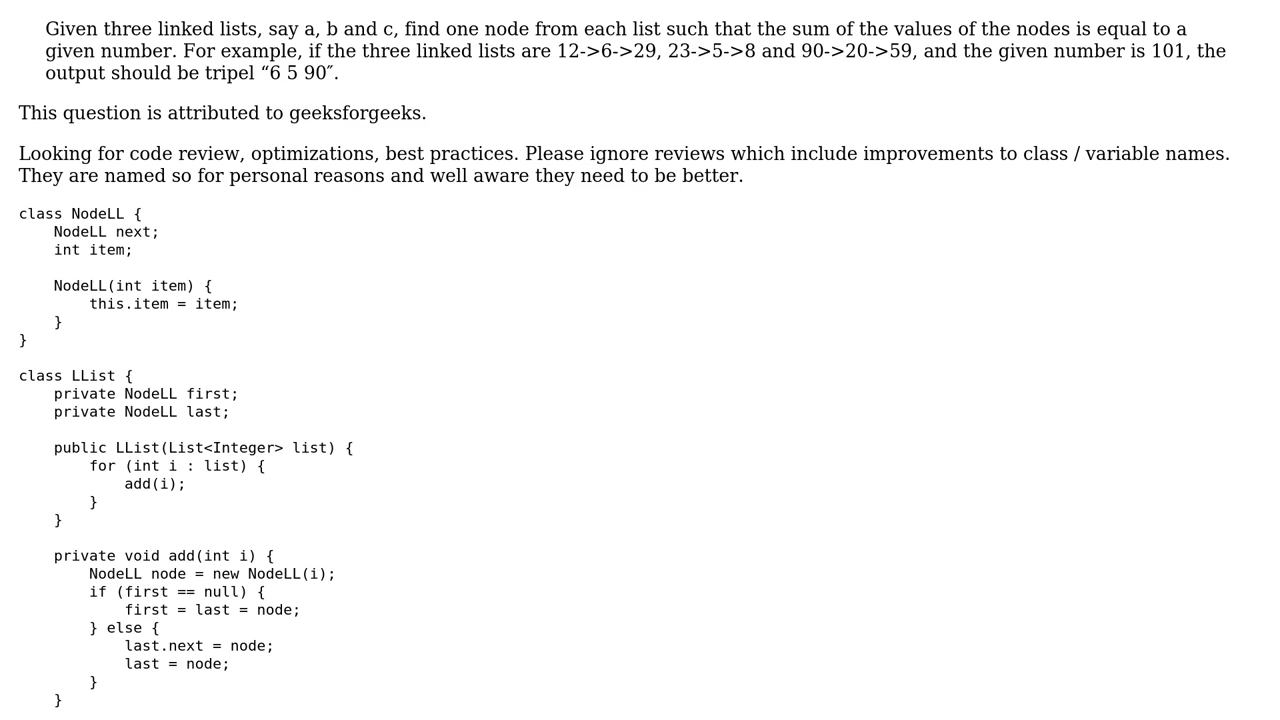 Given three linked lists, say a, b and c, find one node from each list such that the sum of the values of the nodes is equal to a
given number. For example, if the three linked lists are 12->6->29, 23->5->8 and 90->20->59, and the given number is 101, the
output should be tripel “6 5 90″.
This question is attributed to geeksforgeeks.
Looking for code review, optimizations, best practices. Please ignore reviews which include improvements to class / variable names.
They are named so for personal reasons and well aware they need to be better.
class NodeLL {
    NodeLL next;
    int item;

    NodeLL(int item) {
        this.item = item;
    }
}

class LList {
    private NodeLL first;
    private NodeLL last;

    public LList(List<Integer> list) {
        for (int i : list) {
            add(i);
        }
    }

    private void add(int i) {
        NodeLL node = new NodeLL(i);
        if (first == null) {
            first = last = node;
        } else {
            last.next = node;
            last = node;
        }
    }